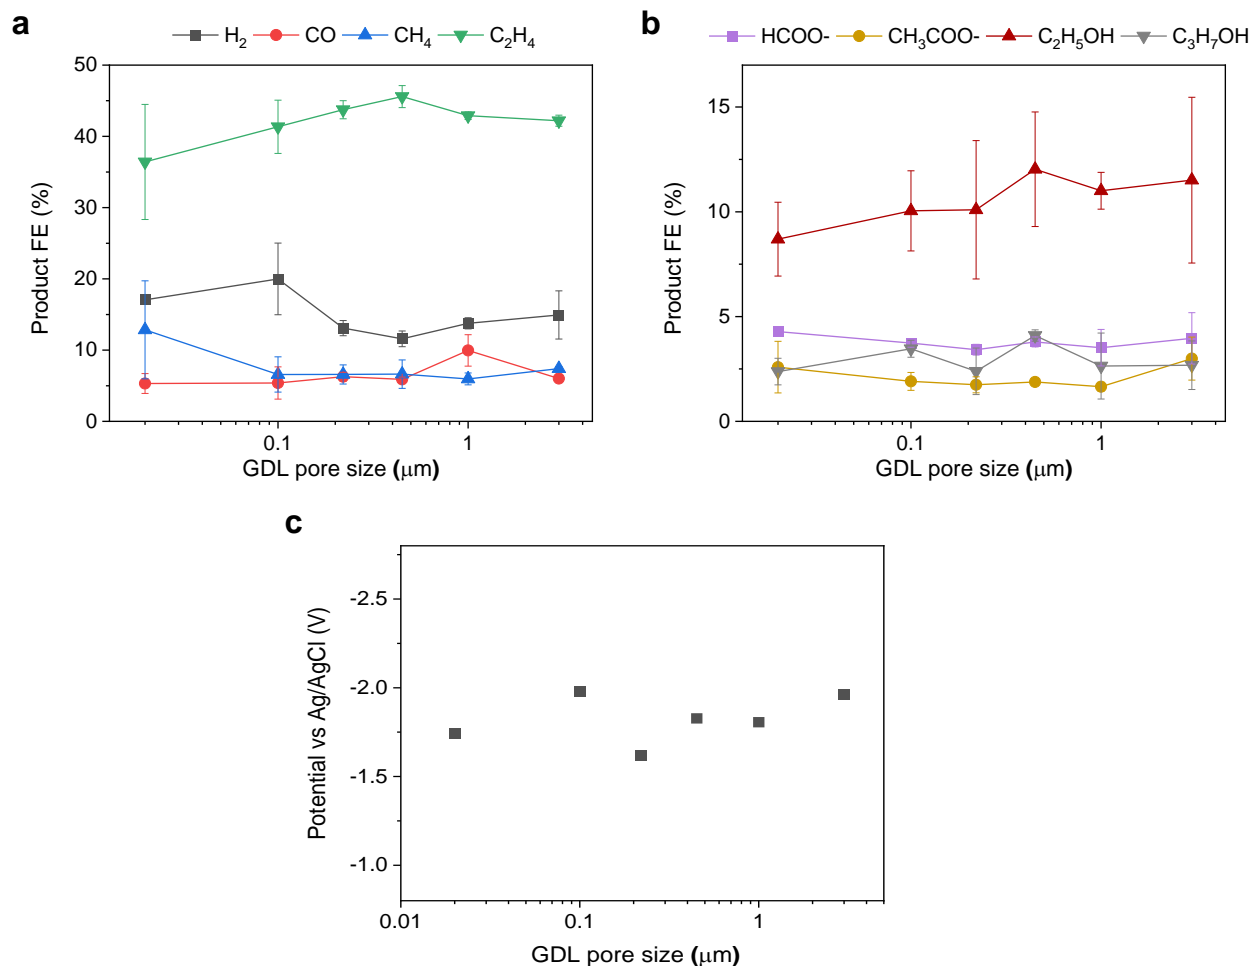 a
H₂ CO CH₄ C₂H₄
50
40
30
20
10
0
Product FE (%)
0.1 1
GDL pore size (μm)
b
HCOO- CH₃COO- C₂H₅OH C₃H₇OH
15
10
5
0
Product FE (%)
0.1 1
GDL pore size (μm)
c
-2.5
-2.0
-1.5
-1.0
Potential vs Ag/AgCl (V)
0.01 0.1 1
GDL pore size (μm)